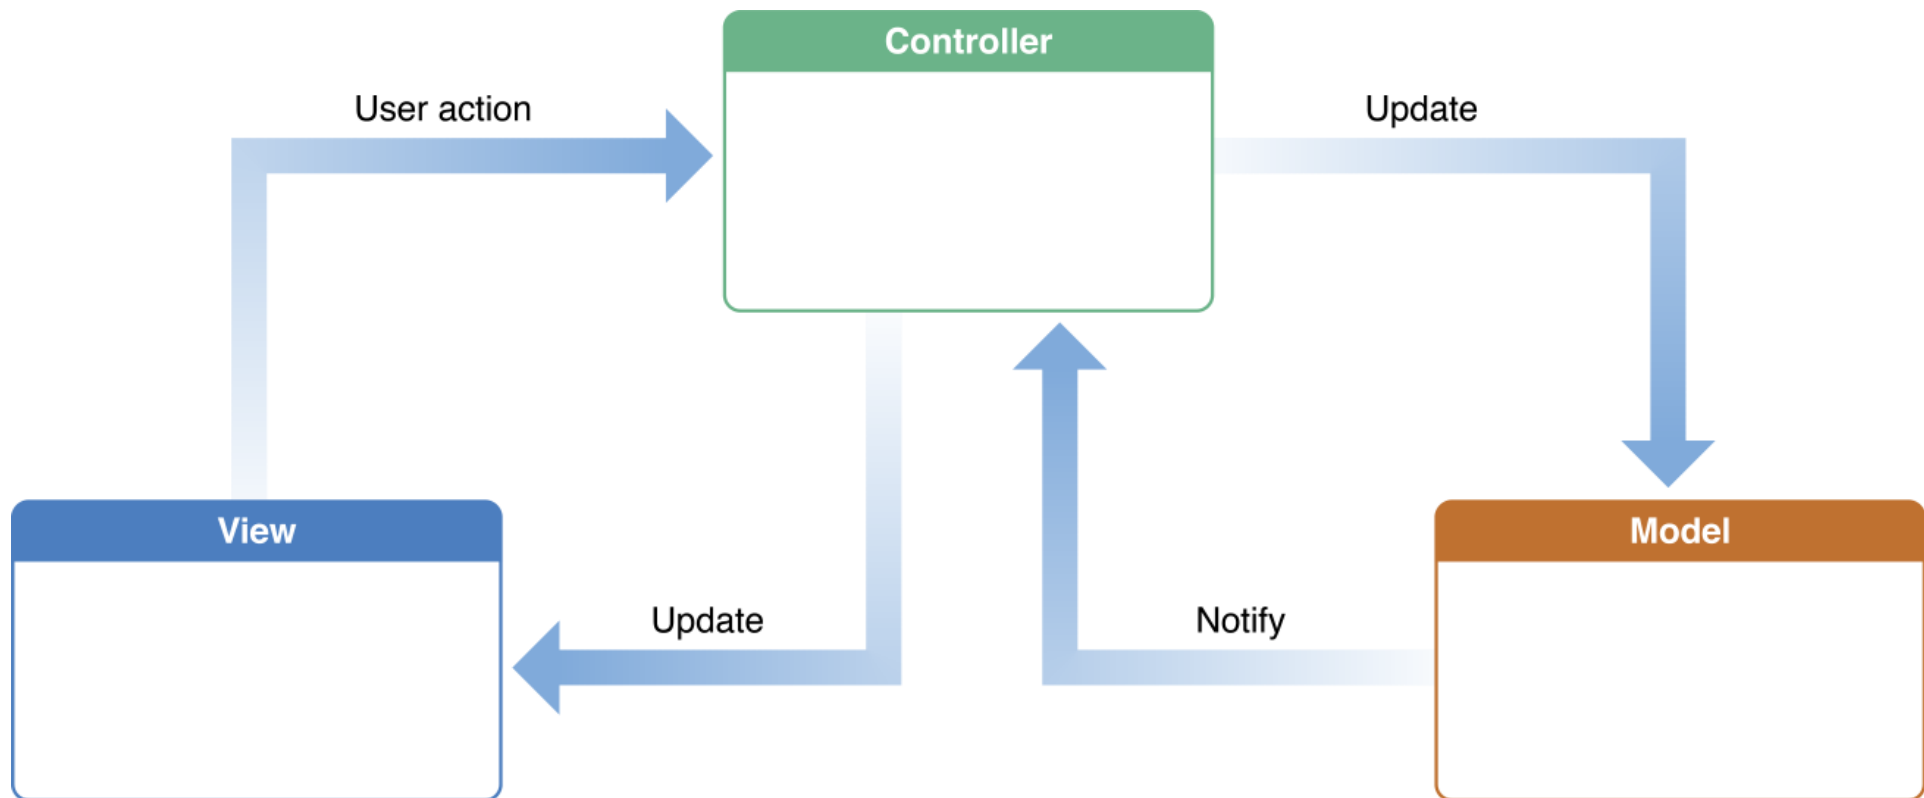 Controller
User action
Update
View
Model
Update
Notify